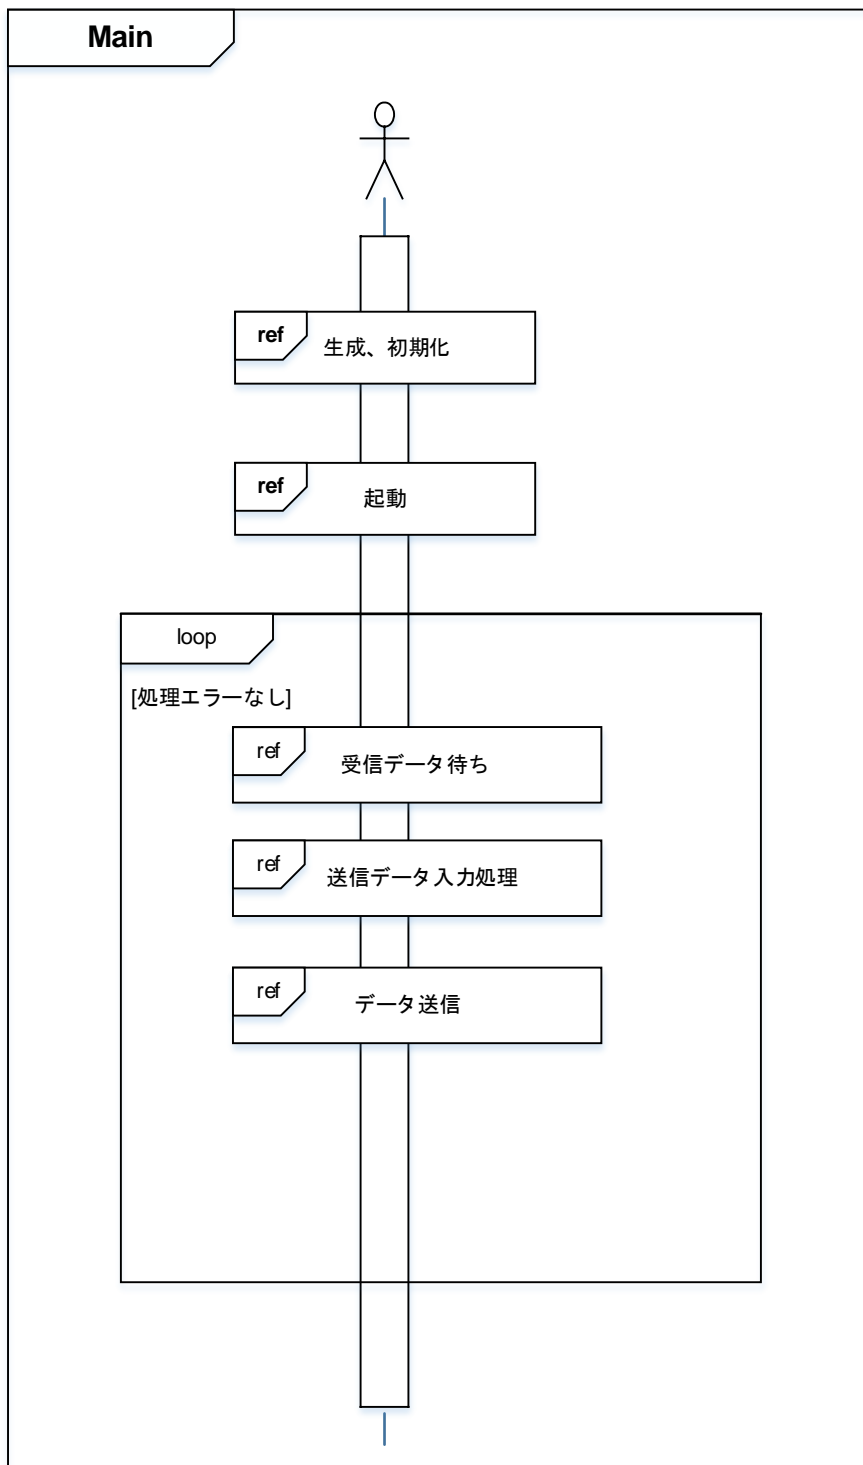 Main
ref
生成、初期化
ref
起動
loop
[処理エラーなし]
ref
受信データ待ち
ref
送信データ入力処理
ref
データ送信